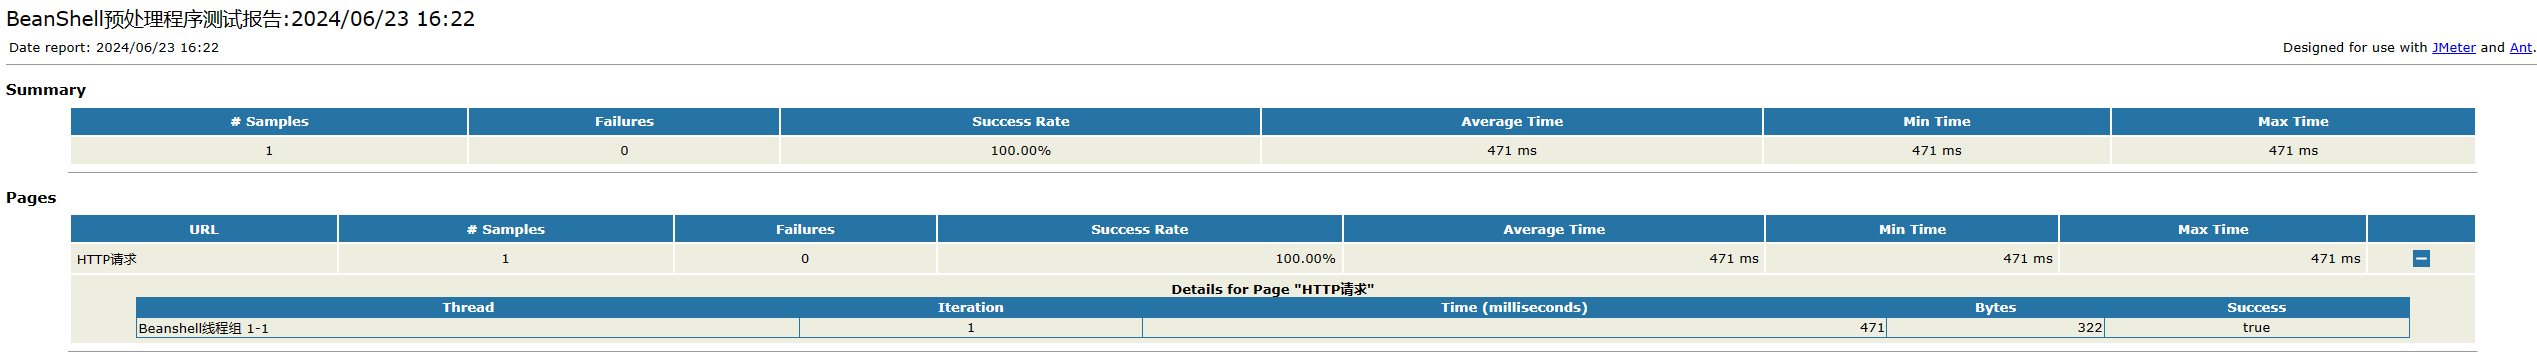 BeanShell预处理程序测试报告:2024/06/23 16:22
Date report: 2024/06/23 16:22 Designed for use with JMeter and Ant.
Summary
# Samples Failures Success Rate Average Time Min Time Max Time
1 0 100.00% 471 ms 471 ms 471 ms
Pages
URL # Samples Failures Success Rate Average Time Min Time Max Time
HTTP请求 1 0 100.00% 471 ms 471 ms 471 ms
Details for Page "HTTP请求"
Thread Iteration Time (milliseconds) Bytes Success
Beanshell线程组 1-1 1 471 322 true